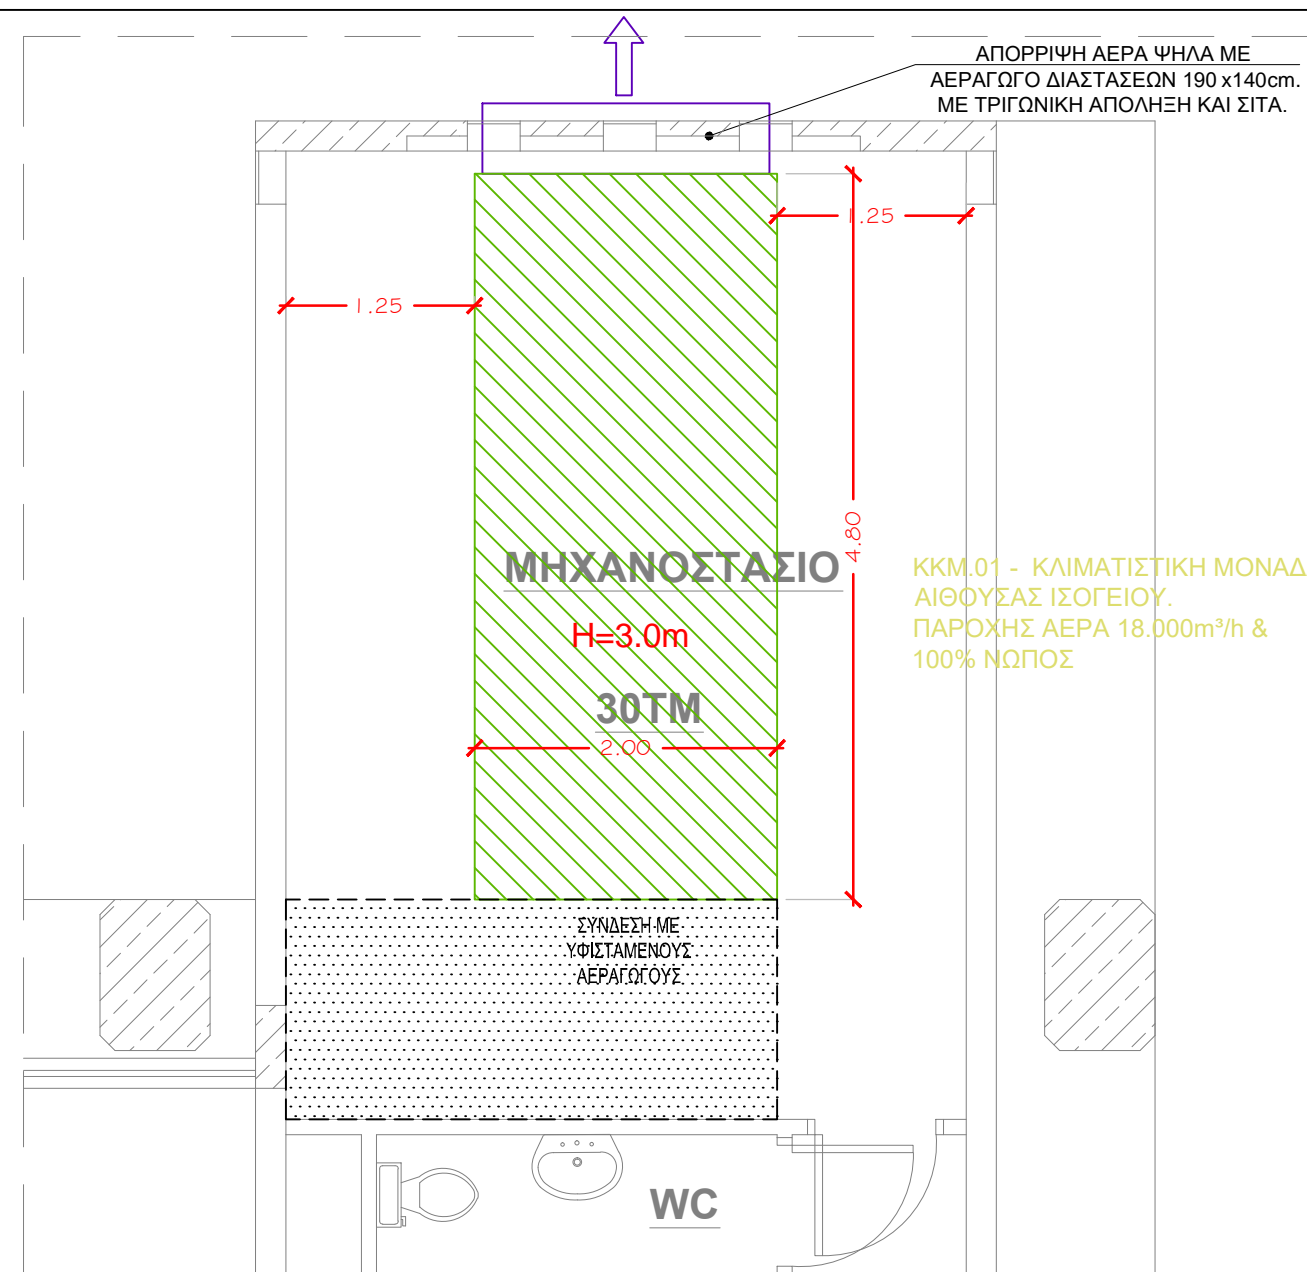 ΑΠΟΡΡΙΨΗ ΑΕΡΑ ΨΗΛΑ ΜΕ
ΑΕΡΑΓΩΓΟ ΔΙΑΣΤΑΣΕΩΝ 190 x140cm.
ΜΕ ΤΡΙΓΩΝΙΚΗ ΑΠΟΛΗΞΗ ΚΑΙ ΣΙΤΑ.
1.25
1.25
4.80
ΜΗΧΑΝΟΣΤΑΣΙΟ
H=3.0m
30ΤΜ
2.00
ΚΚΜ.01 - ΚΛΙΜΑΤΙΣΤΙΚΗ ΜΟΝΑΔ
ΑΙΘΟΥΣΑΣ ΙΣΟΓΕΙΟΥ.
ΠΑΡΟΧΗΣ ΑΕΡΑ 18.000m³/h &
100% ΝΩΠΟΣ
ΣΥΝΔΕΣΗ ΜΕ
ΥΦΙΣΤΑΜΕΝΟΥΣ
ΑΕΡΑΓΩΓΟΥΣ
WC